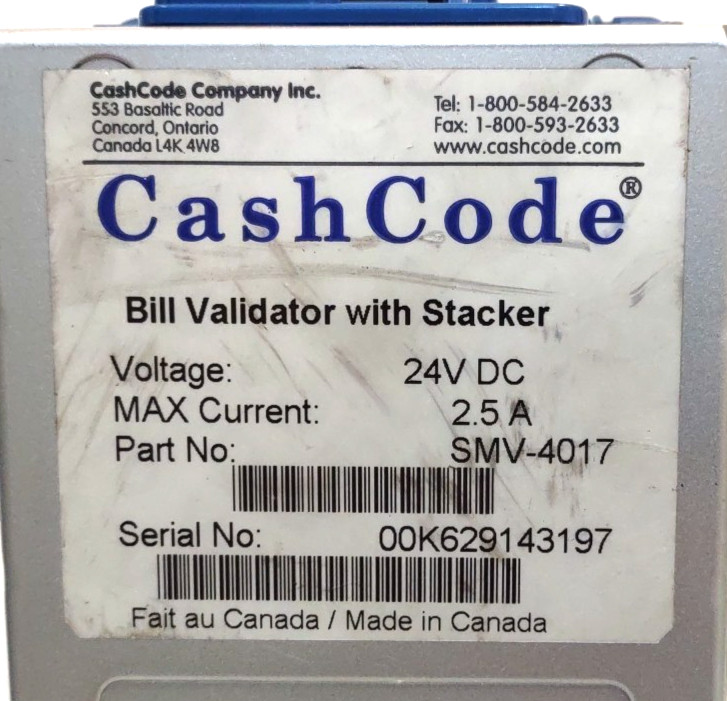 CashCode Company Inc.
553 Basaltic Road
Concord, Ontario
Canada L4K 4W8
Tel: 1-800-584-2633
Fax: 1-800-593-2633
www.cashcode.com
CashCode®
Bill Validator with Stacker
Voltage: 24V DC
MAX Current: 2.5 A
Part No: SMV-4017
Serial No: 00K629143197
Fait au Canada / Made in Canada